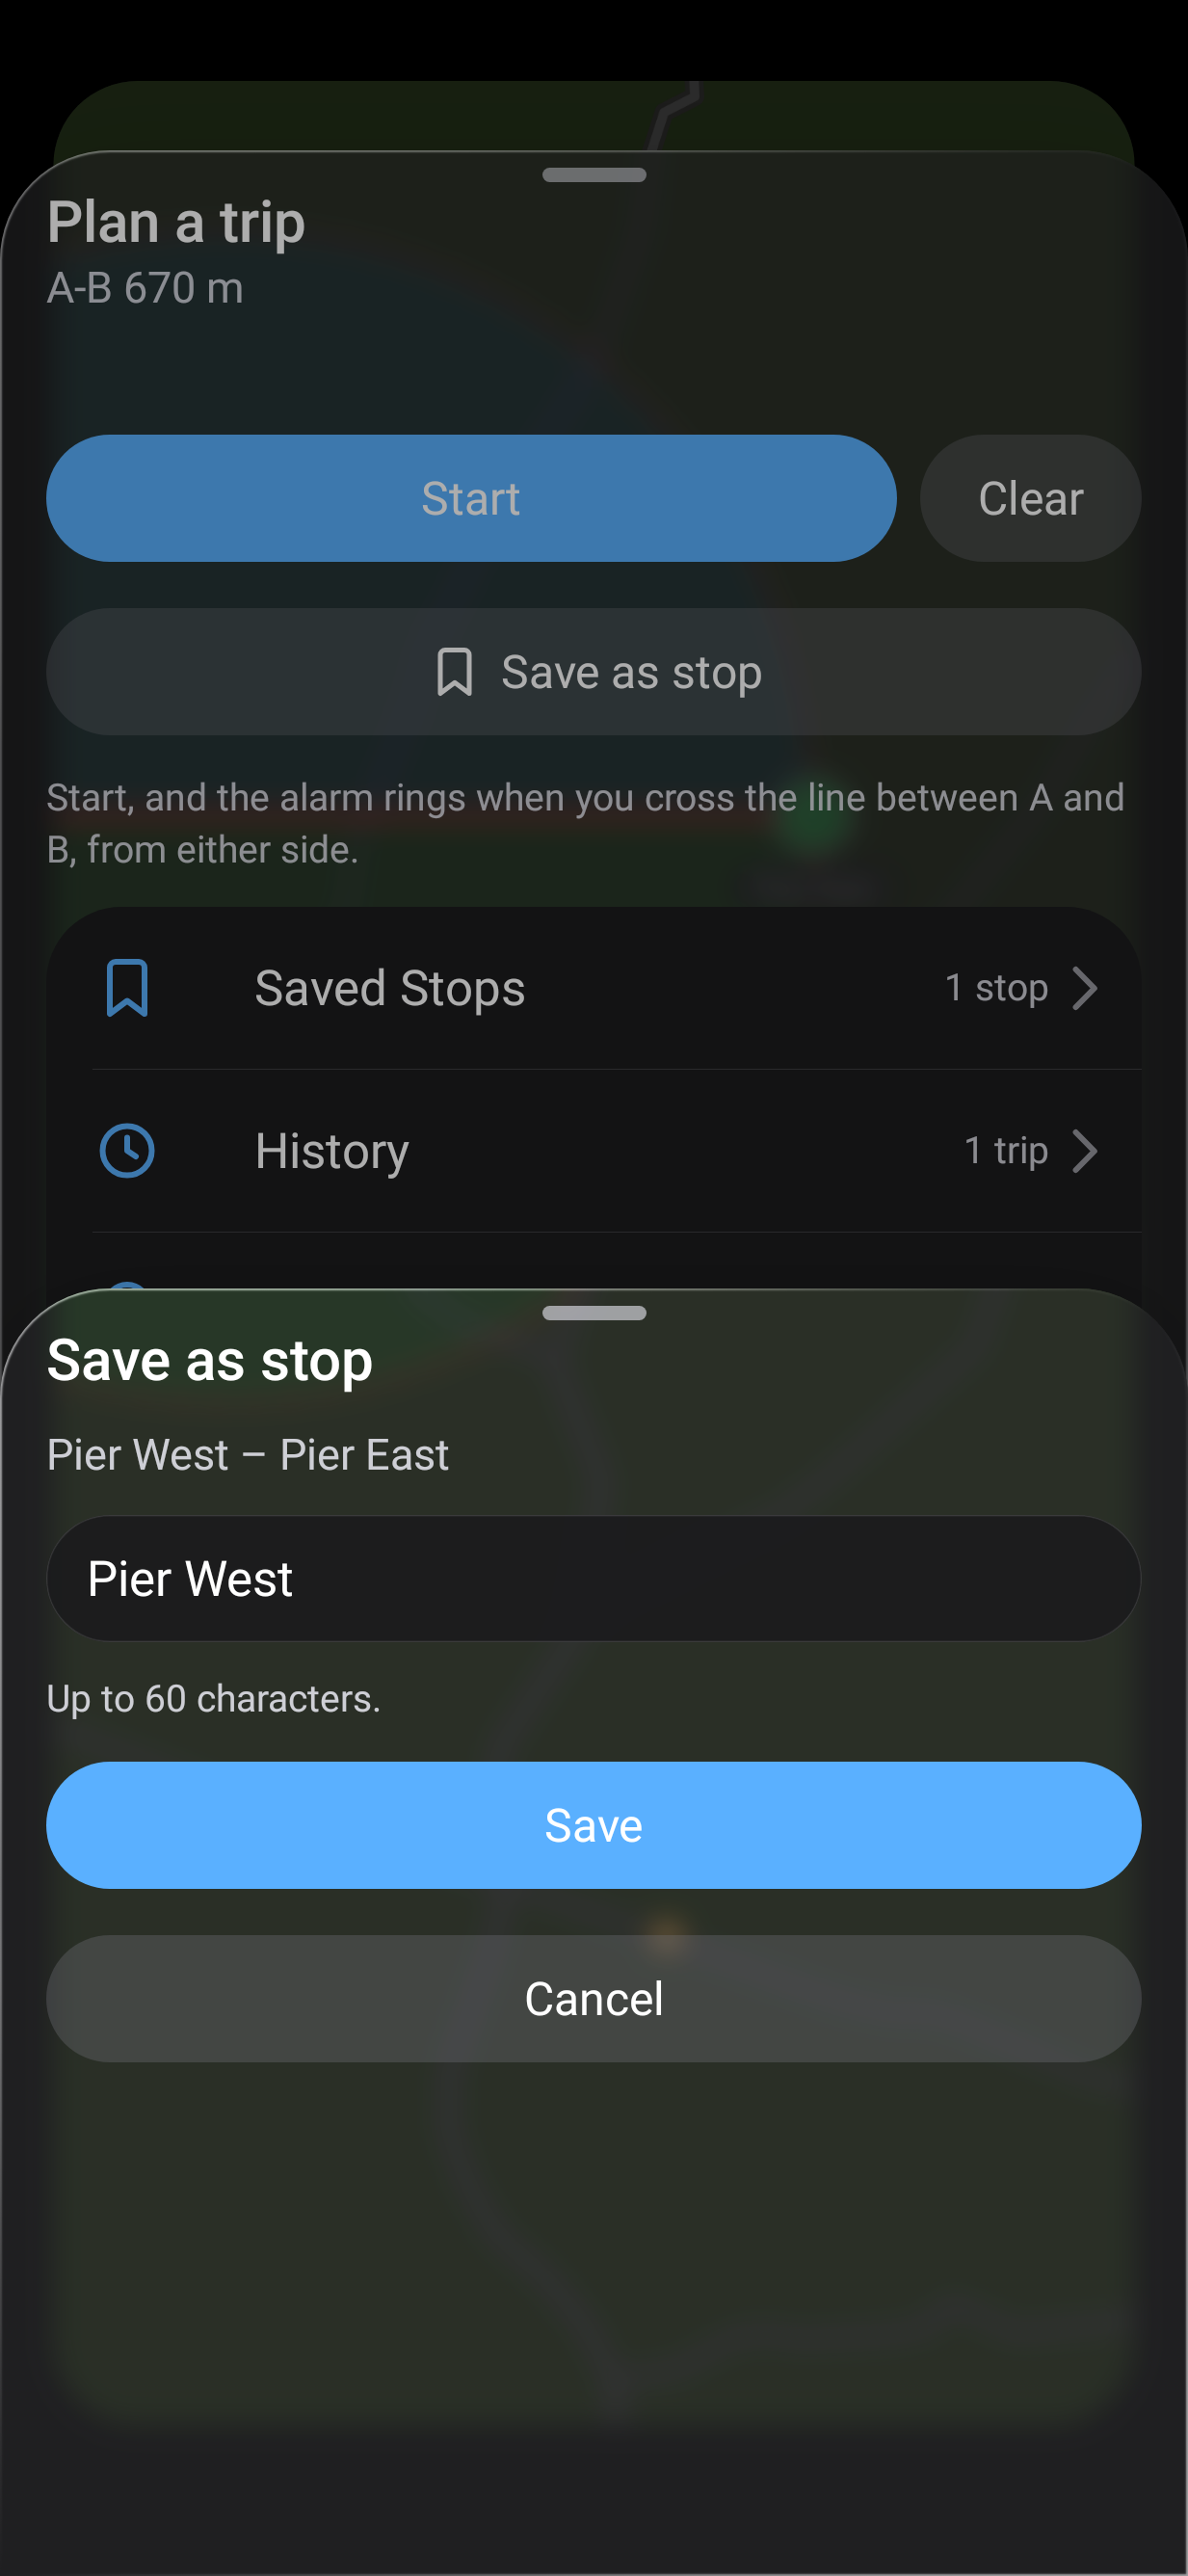 Plan a trip
A-B 670 m
Start
Clear
Save as stop
Start, and the alarm rings when you cross the line between A and
B, from either side.
Saved Stops
1 stop
History
1 trip
Save as stop
Pier West – Pier East
Pier West
Up to 60 characters.
Save
Cancel